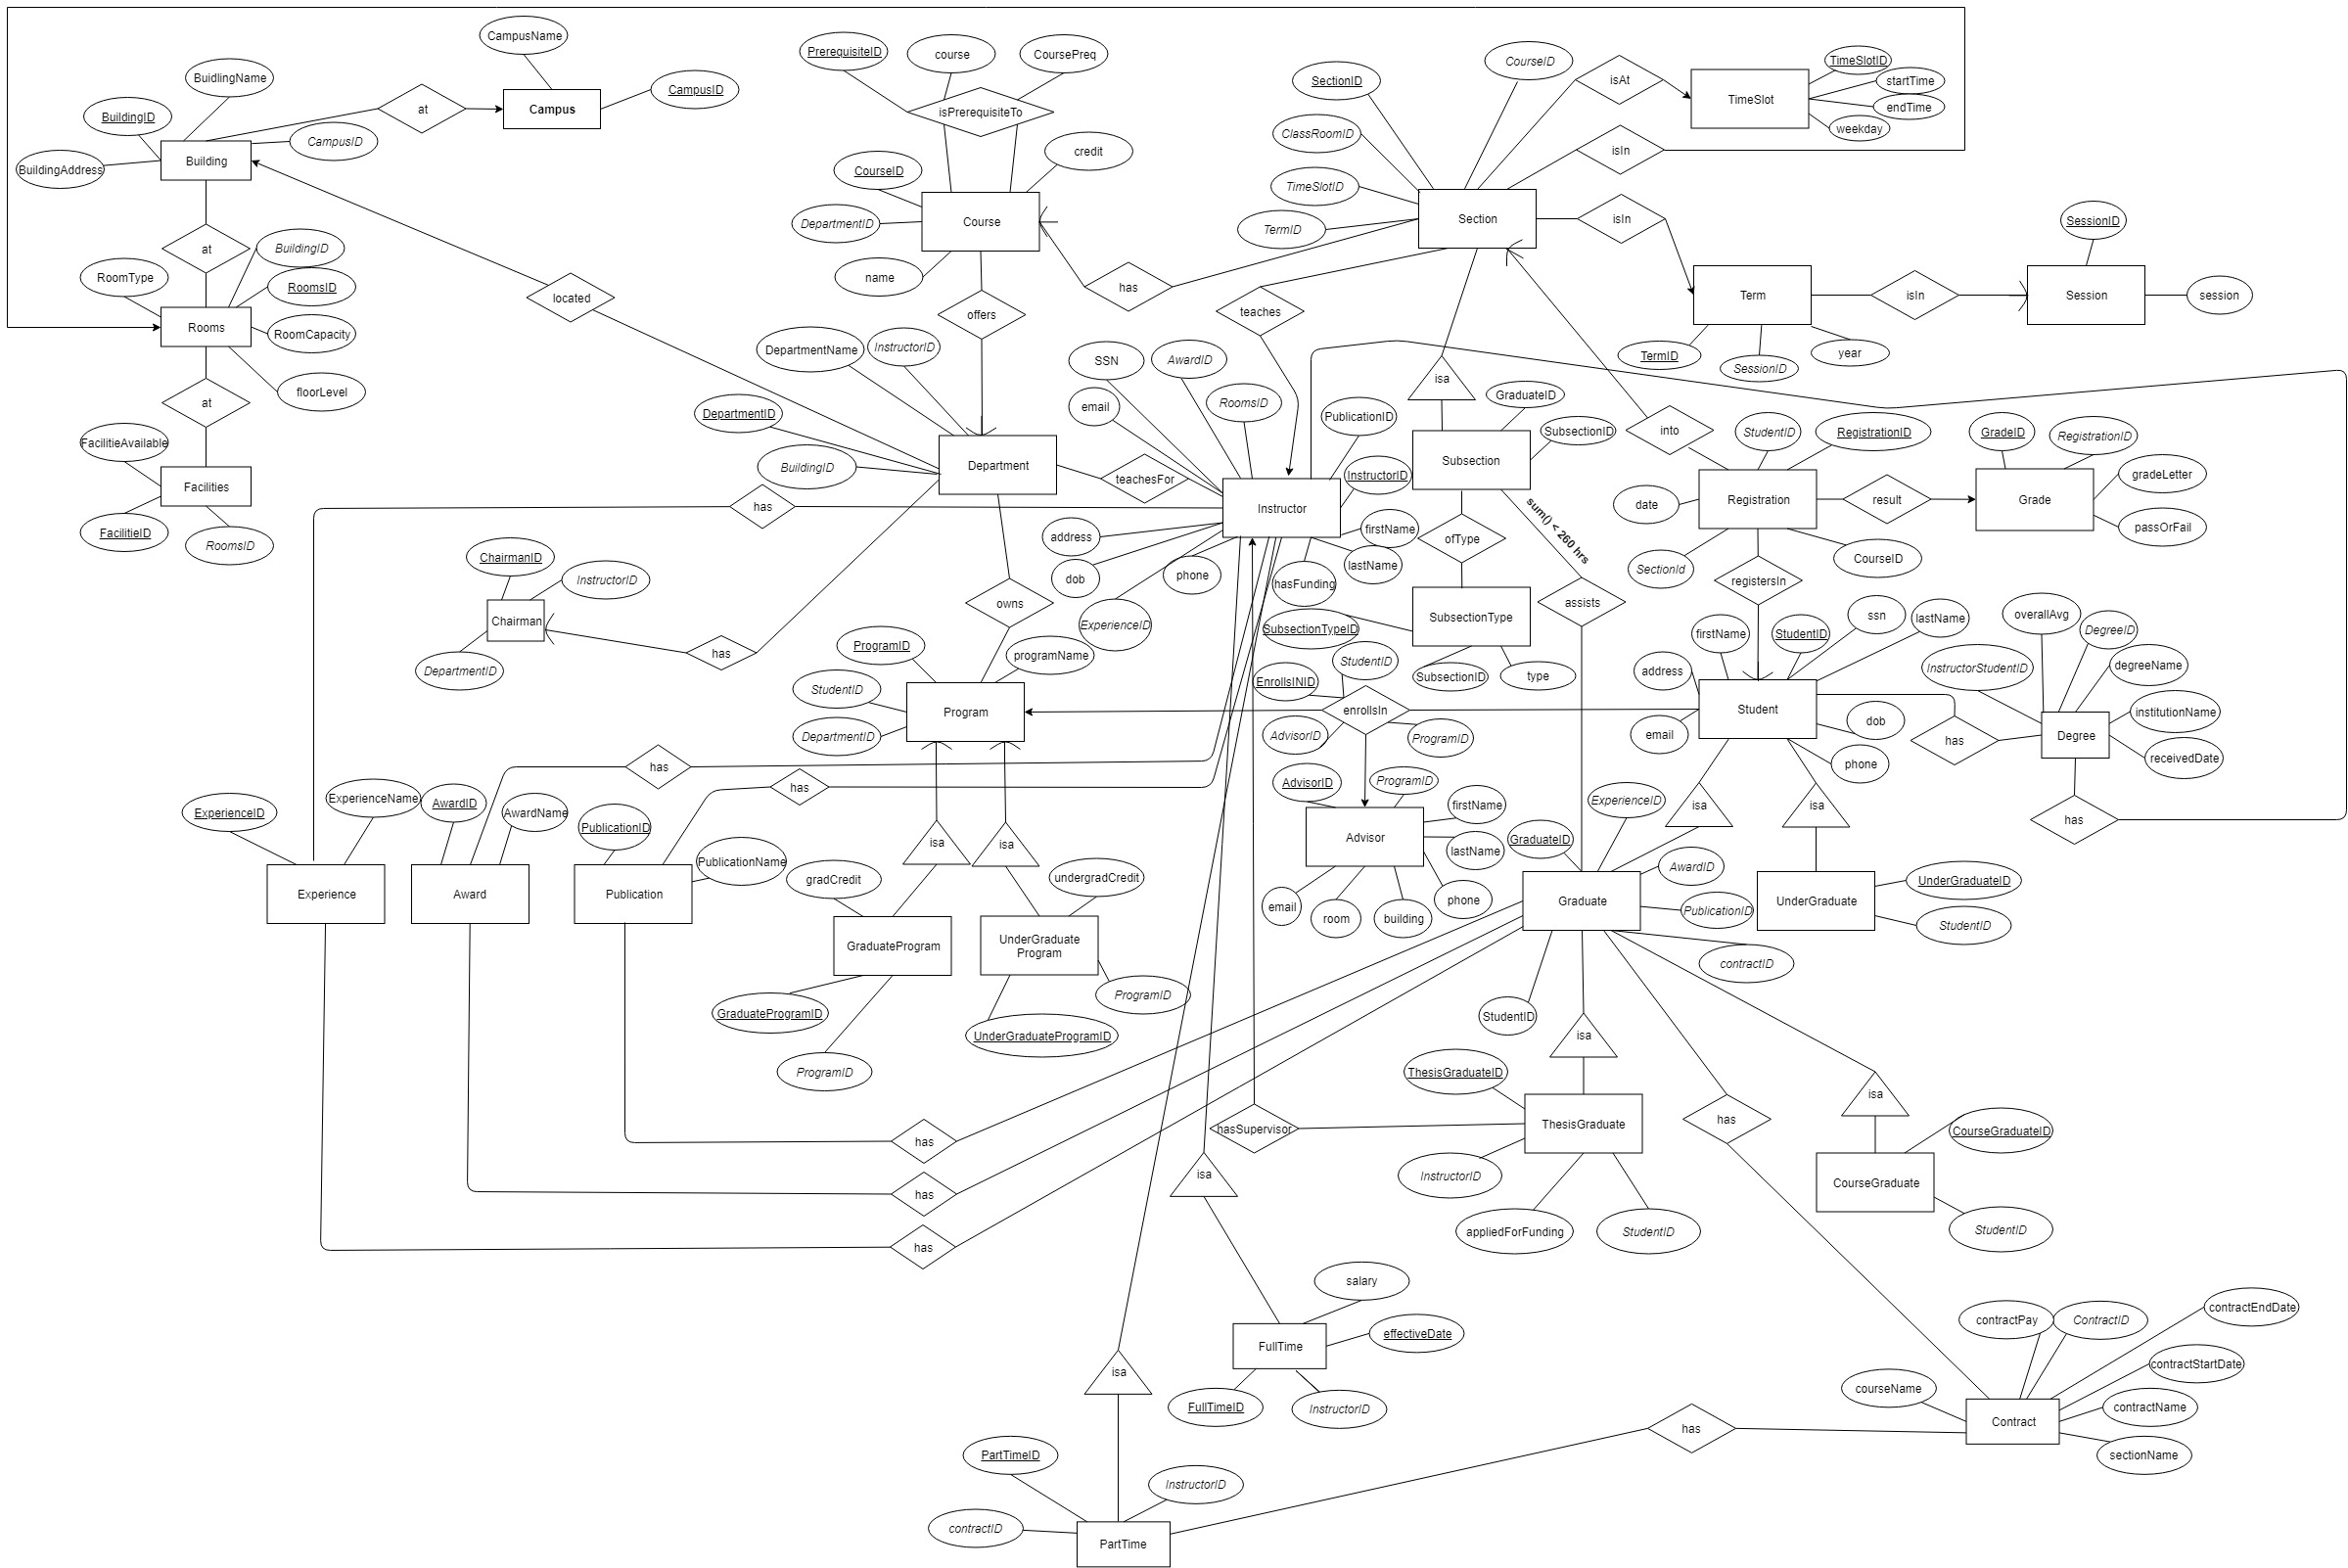 CampusName
PrerequisiteID
course
CoursePreq
CourseID
TimeSlotID
BuidlingName
SectionID
isAt
startTime
CampusID
TimeSlot
endTime
BuildingID
at
Campus
isPrerequisiteTo
weekday
CampusID
ClassRoomID
isIn
credit
Building
BuildingAddress
CourseID
TimeSlotID
DepartmentID
Course
Section
isIn
SessionID
TermID
at
BuildingID
name
has
RoomType
RoomsID
located
Term
isIn
Session
session
offers
teaches
Rooms
RoomCapacity
DepartmentName
InstructorID
SSN
AwardID
TermID
SessionID
year
isa
floorLevel
at
RoomsID
GraduateID
email
DepartmentID
PublicationID
SubsectionID
into
StudentID
RegistrationID
GradeID
RegistrationID
FacilitieAvailable
BuildingID
Department
teachesFor
InstructorID
Subsection
gradeLetter
Facilities
has
Instructor
sum() < 260 hrs
date
Registration
result
Grade
FacilitieID
RoomsID
address
firstName
ofType
passOrFail
ChairmanID
InstructorID
dob
phone
hasFunding
lastName
SectionId
registersIn
CourseID
Chairman
owns
ExperienceID
SubsectionTypeID
SubsectionType
assists
firstName
StudentID
ssn
lastName
overallAvg
DegreeID
DepartmentID
has
ProgramID
programName
StudentID
InstructorStudentID
degreeName
StudentID
EnrollsINID
SubsectionID
type
address
Program
enrollsIn
Student
dob
institutionName
DepartmentID
AdvisorID
ProgramID
email
has
Degree
has
phone
receivedDate
has
AdvisorID
ProgramID
ExperienceID
isa
isa
ExperienceName
firstName
ExperienceID
AwardID
AwardName
PublicationID
isa
isa
Advisor
lastName
GraduateID
has
PublicationName
AwardID
gradCredit
undergradCredit
UnderGraduateID
Experience
Award
Publication
email
room
building
phone
Graduate
PublicationID
UnderGraduate
StudentID
GraduateProgram
UnderGraduate
Program
contractID
ProgramID
GraduateProgramID
StudentID
UnderGraduateProgramID
isa
ProgramID
ThesisGraduateID
isa
has
has
hasSupervisor
ThesisGraduate
CourseGraduateID
isa
InstructorID
CourseGraduate
has
appliedForFunding
StudentID
StudentID
has
salary
contractEndDate
contractPay
ContractID
effectiveDate
FullTime
contractStartDate
isa
courseName
FullTimeID
InstructorID
contractName
has
Contract
PartTimeID
sectionName
InstructorID
contractID
PartTime